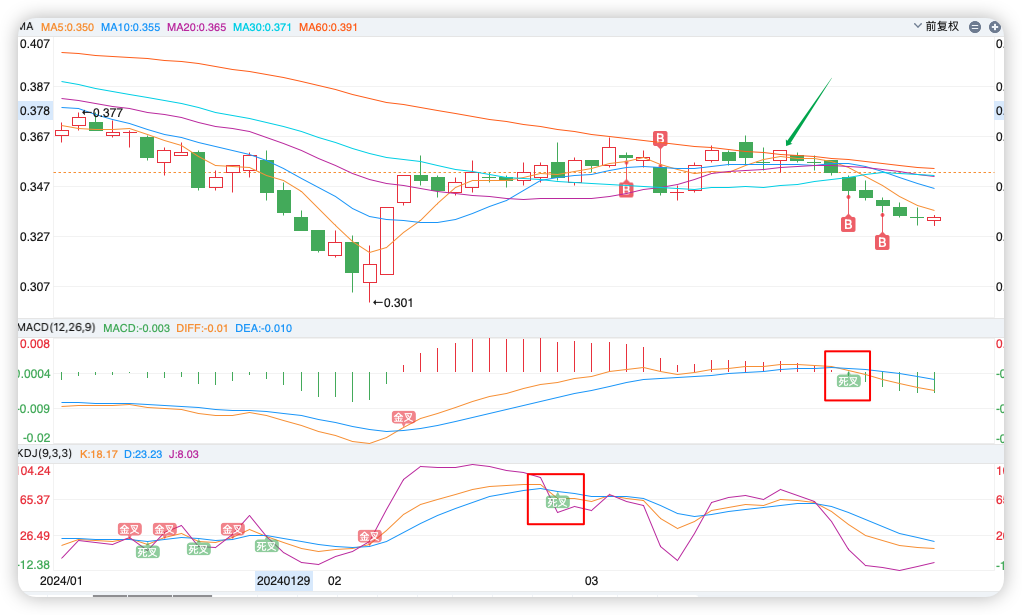 MA MA5:0.350 MA10:0.355 MA20:0.365 MA30:0.371 MA60:0.391 前复权
0.407
0.387
0.378
←0.377
0.367
B
0.347
B
B
0.327
B
0.307
←0.301
MACD(12,26,9) MACD:-0.003 DIFF:-0.01 DEA:-0.010
0.008
0.0004
死叉
-0.009
金叉
-0.02
KDJ(9,3,3) K:18.17 D:23.23 J:8.03
104.24
65.37
死叉
26.49
金叉 金叉 金叉 金叉
死叉 死叉 死叉
-12.38
2024/01 20240129 02 03